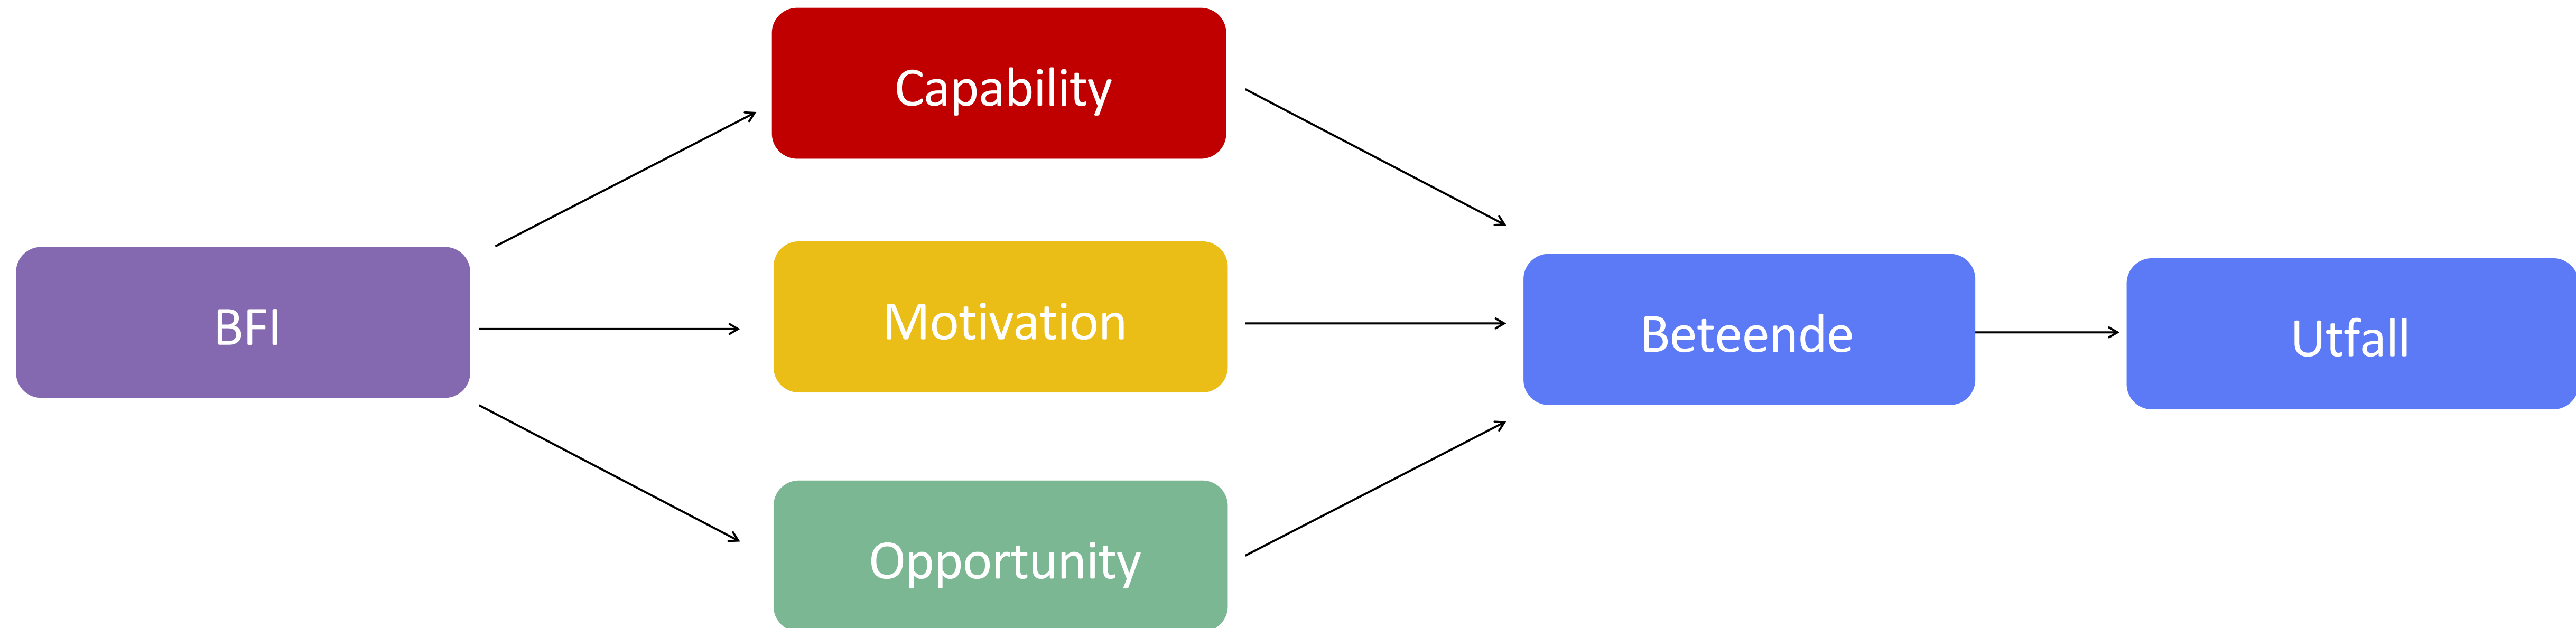 BFI
Capability
Motivation
Opportunity
Beteende
Utfall